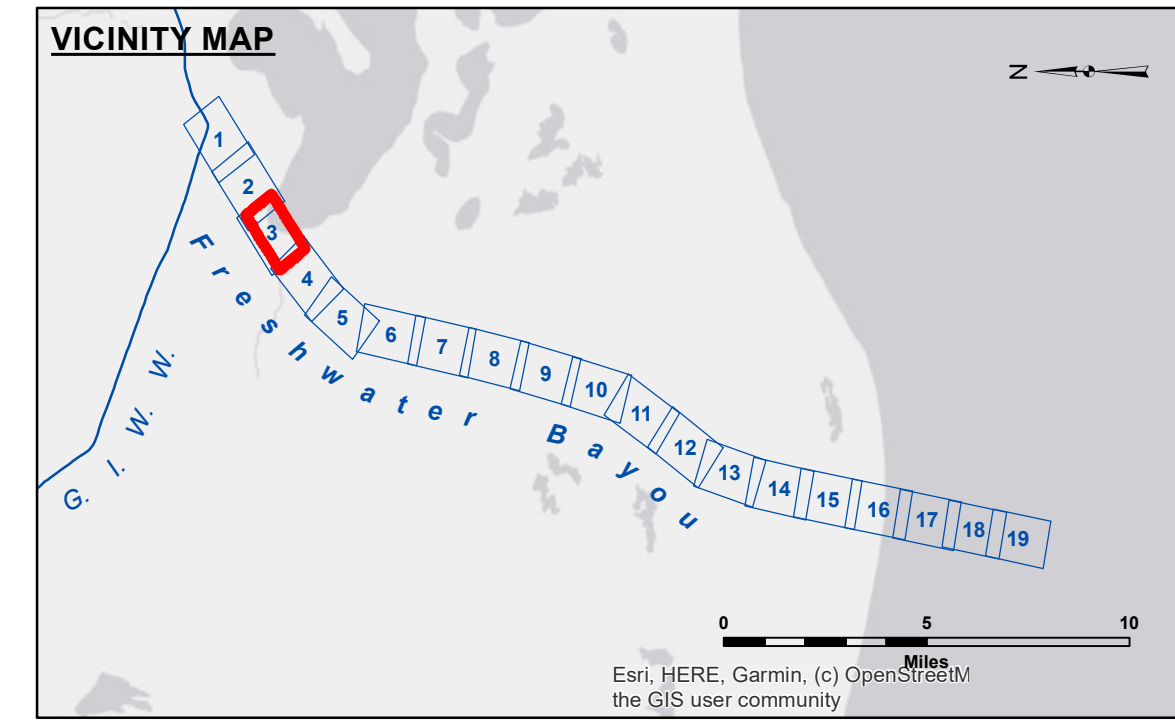 VICINITY MAP
N
1
2
3
4
5
6
7
8
9
10
11
12
13
14
15
16
17
18
19
Freshwater Bayou
G. I. W. W.
0 5 10
Miles
Esri, HERE, Garmin, (c) OpenStreetM
the GIS user community